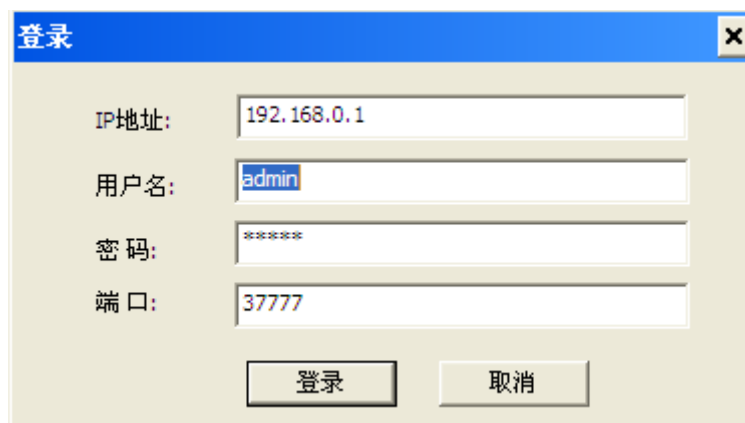 登录
IP地址: 192.168.0.1
用户名: admin
密 码: *****
端 口: 37777
登录 取消